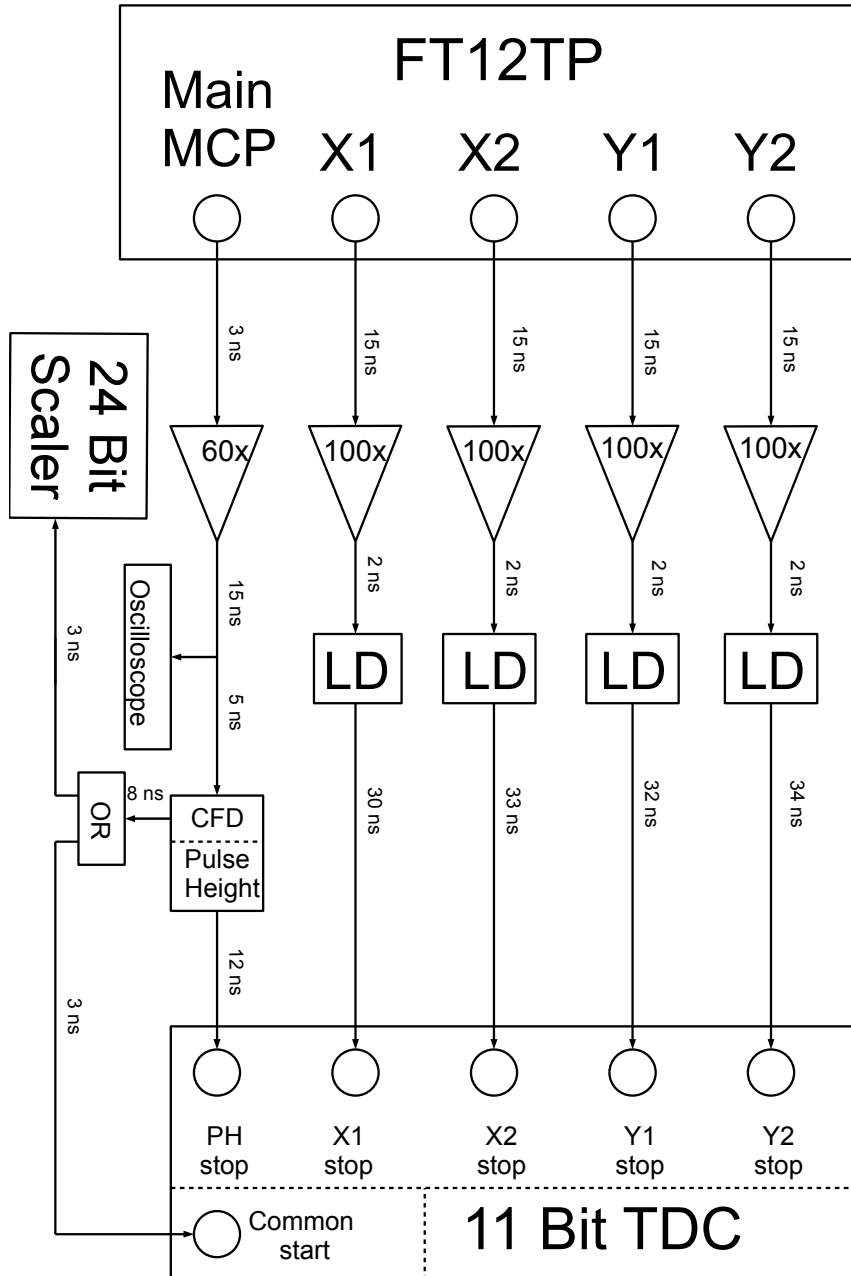 FT12TP
Main
MCP
X1
X2
Y1
Y2
3 ns
15 ns
15 ns
15 ns
15 ns
24 Bit
Scaler
60x
100x
100x
100x
100x
15 ns
2 ns
2 ns
2 ns
2 ns
Oscilloscope
LD
LD
LD
LD
3 ns
5 ns
30 ns
33 ns
32 ns
34 ns
8 ns
OR
CFD
Pulse
Height
12 ns
3 ns
PH
stop
X1
stop
X2
stop
Y1
stop
Y2
stop
Common
start
11 Bit TDC